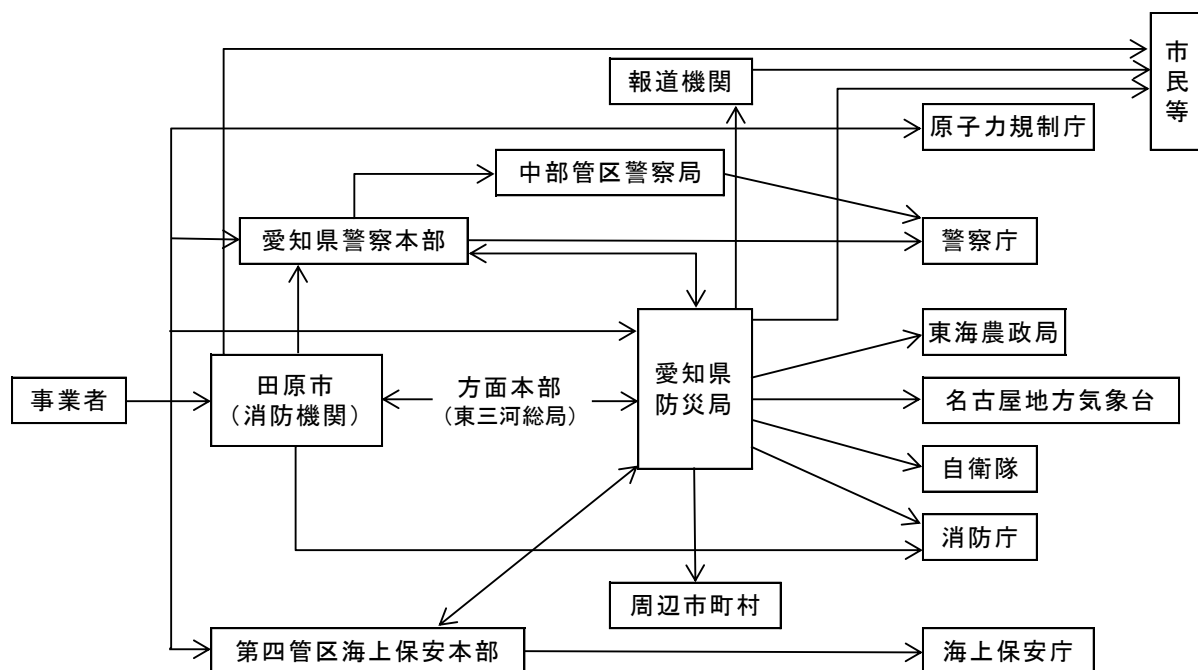 市民等
報道機関
原子力規制庁
中部管区警察局
愛知県警察本部
警察庁
東海農政局
事業者
田原市
（消防機関）
方面本部
（東三河総局）
愛知県
防災局
名古屋地方気象台
自衛隊
消防庁
周辺市町村
第四管区海上保安本部
海上保安庁